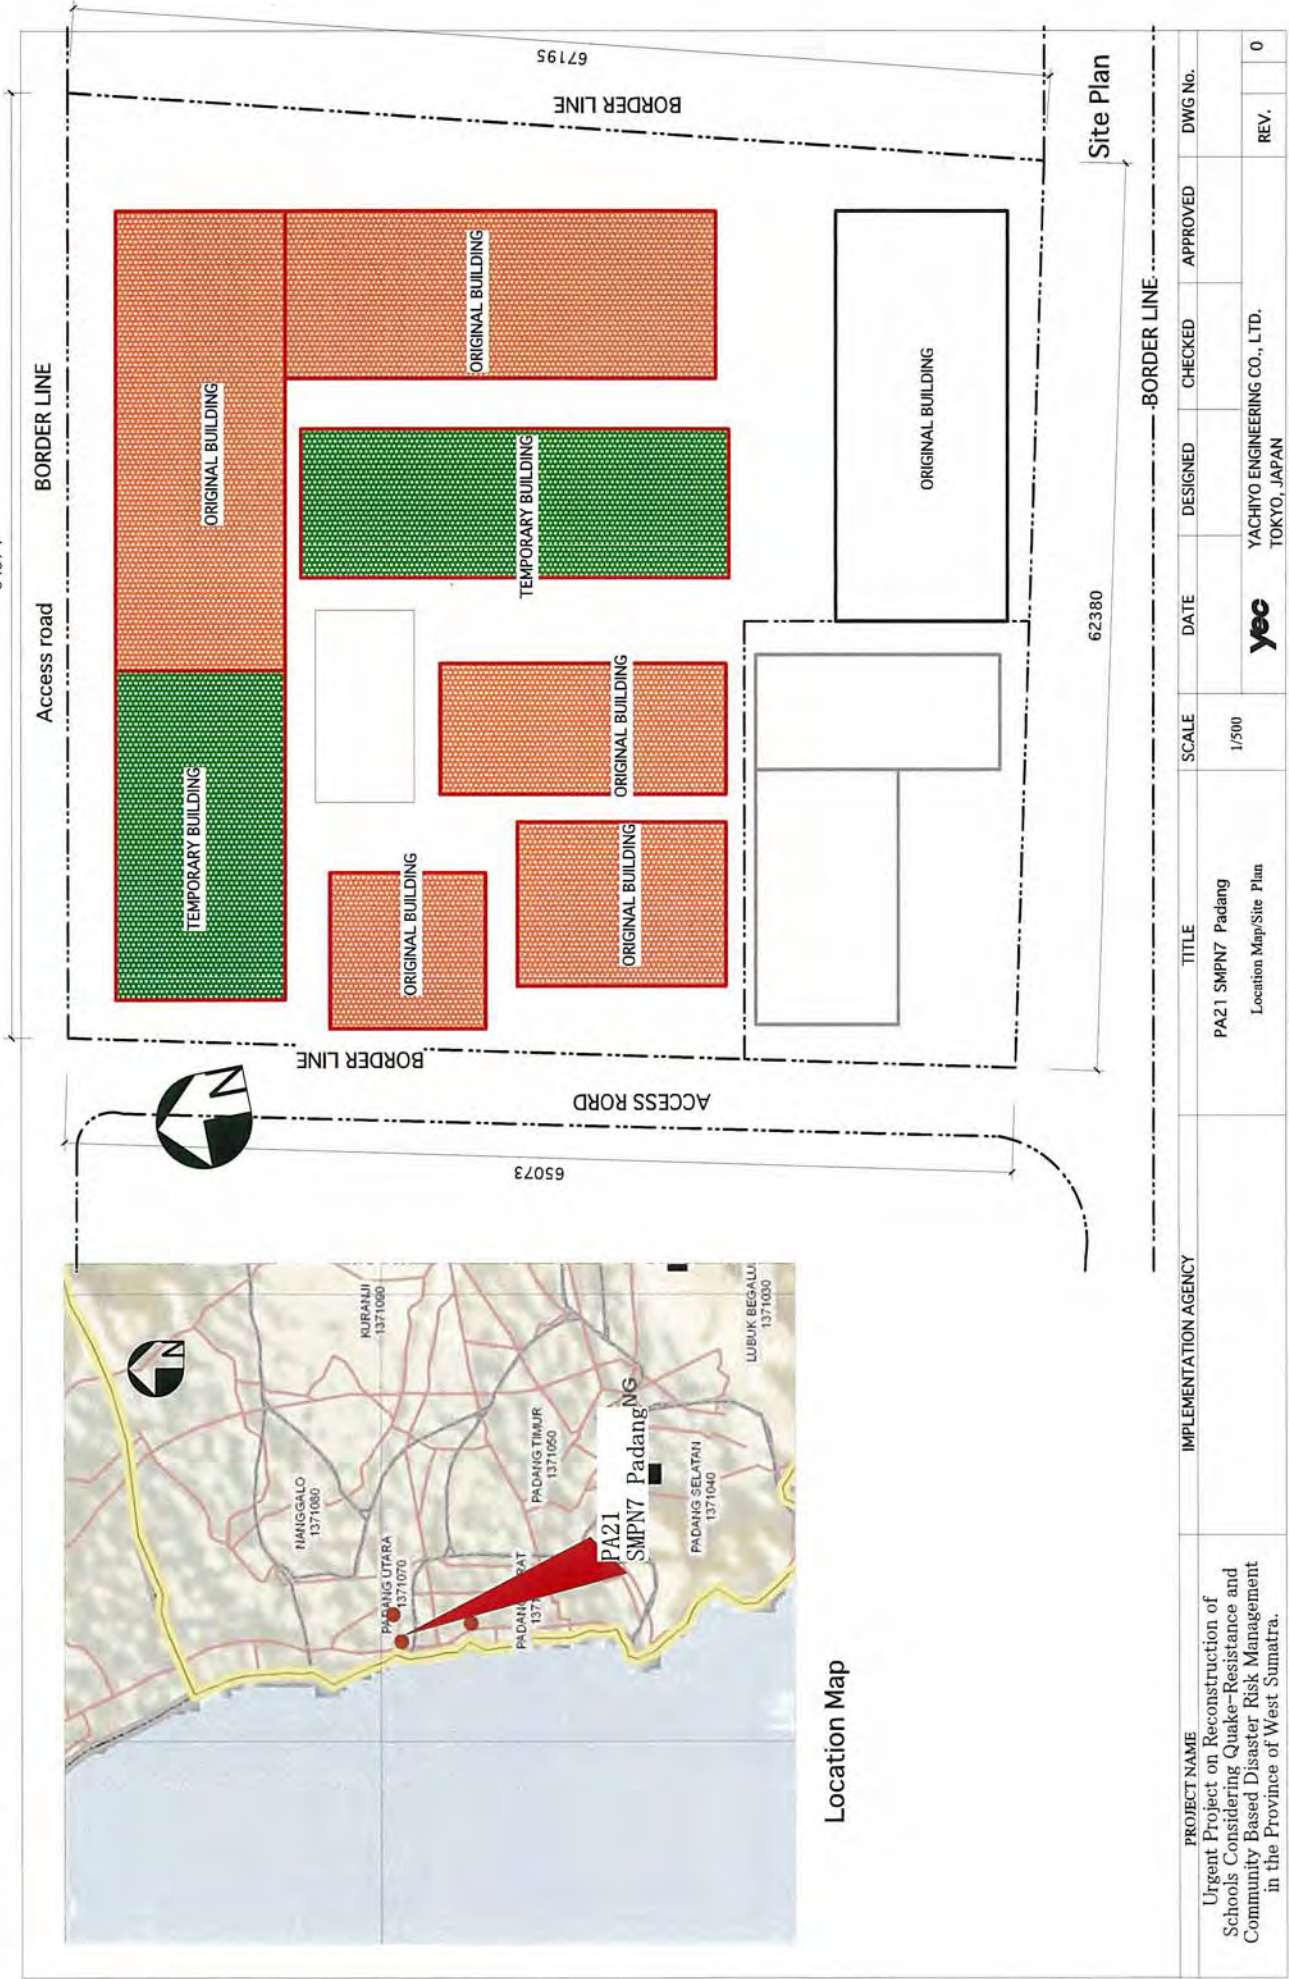 Access road
BORDER LINE
67195
BORDER LINE
TEMPORARY BUILDING
ORIGINAL BUILDING
ORIGINAL BUILDING
TEMPORARY BUILDING
ORIGINAL BUILDING
ORIGINAL BUILDING
ORIGINAL BUILDING
ORIGINAL BUILDING
BORDER LINE
ACCESS RORD
65073
N
62380
Site Plan
BORDER LINE
N
KURANJI
1371090
NANGGALO
1371080
PADANG UTARA
1371070
PADANG TIMUR
1371050
PADANG SELATAN
1371040
LUBUK BEGALU
1371030
PA21
SMPN7 Padang
NG
Location Map
PROJECT NAME
Urgent Project on Reconstruction of
Schools Considering Quake-Resistance and
Community Based Disaster Risk Management
in the Province of West Sumatra.
IMPLEMENTATION AGENCY
TITLE
PA21 SMPN7 Padang
Location Map/Site Plan
SCALE
1/500
DATE
DESIGNED
CHECKED
APPROVED
DWG No.
yec
YACHIYO ENGINEERING CO., LTD.
TOKYO, JAPAN
REV.
0